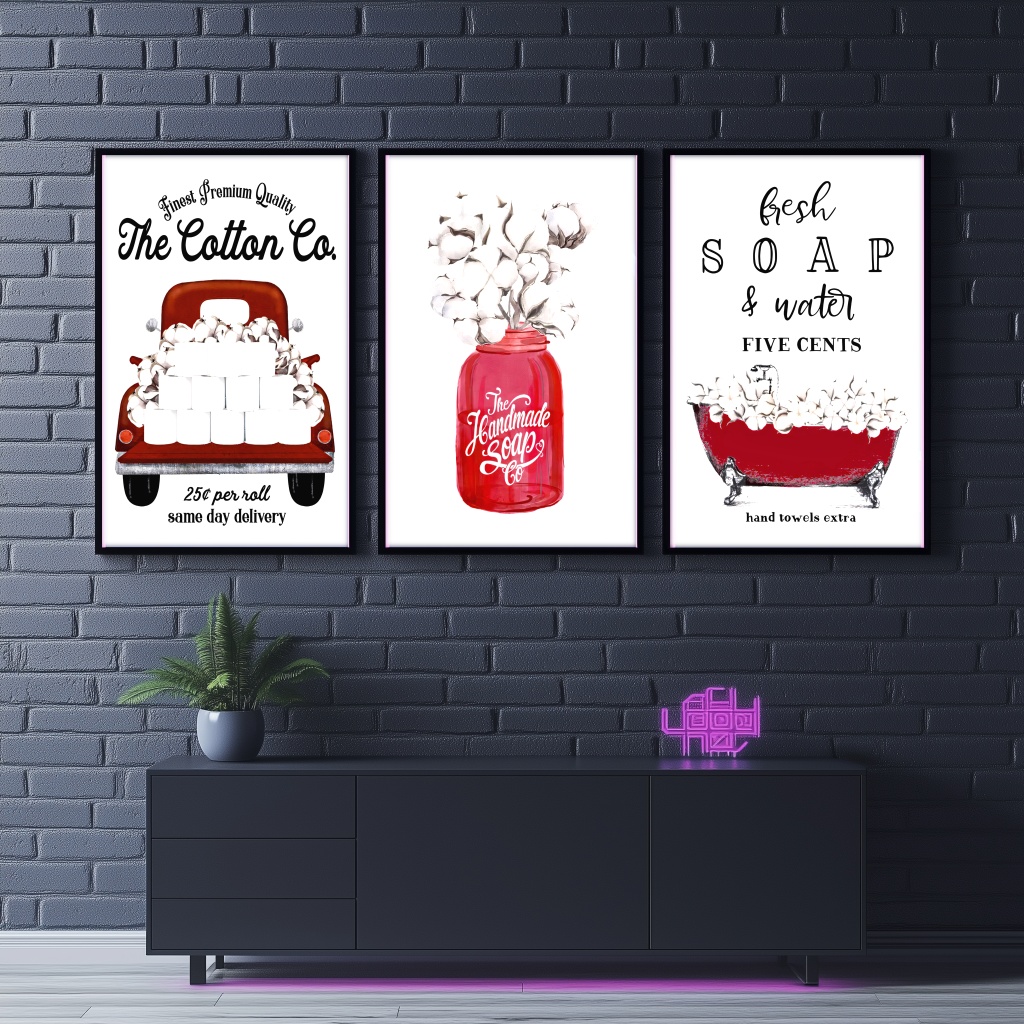 Finest Premium Quality
The Cotton Co.
25¢ per roll
same day delivery
The
Handmade
Soap
Co
fresh
SOAP
& water
FIVE CENTS
hand towels extra